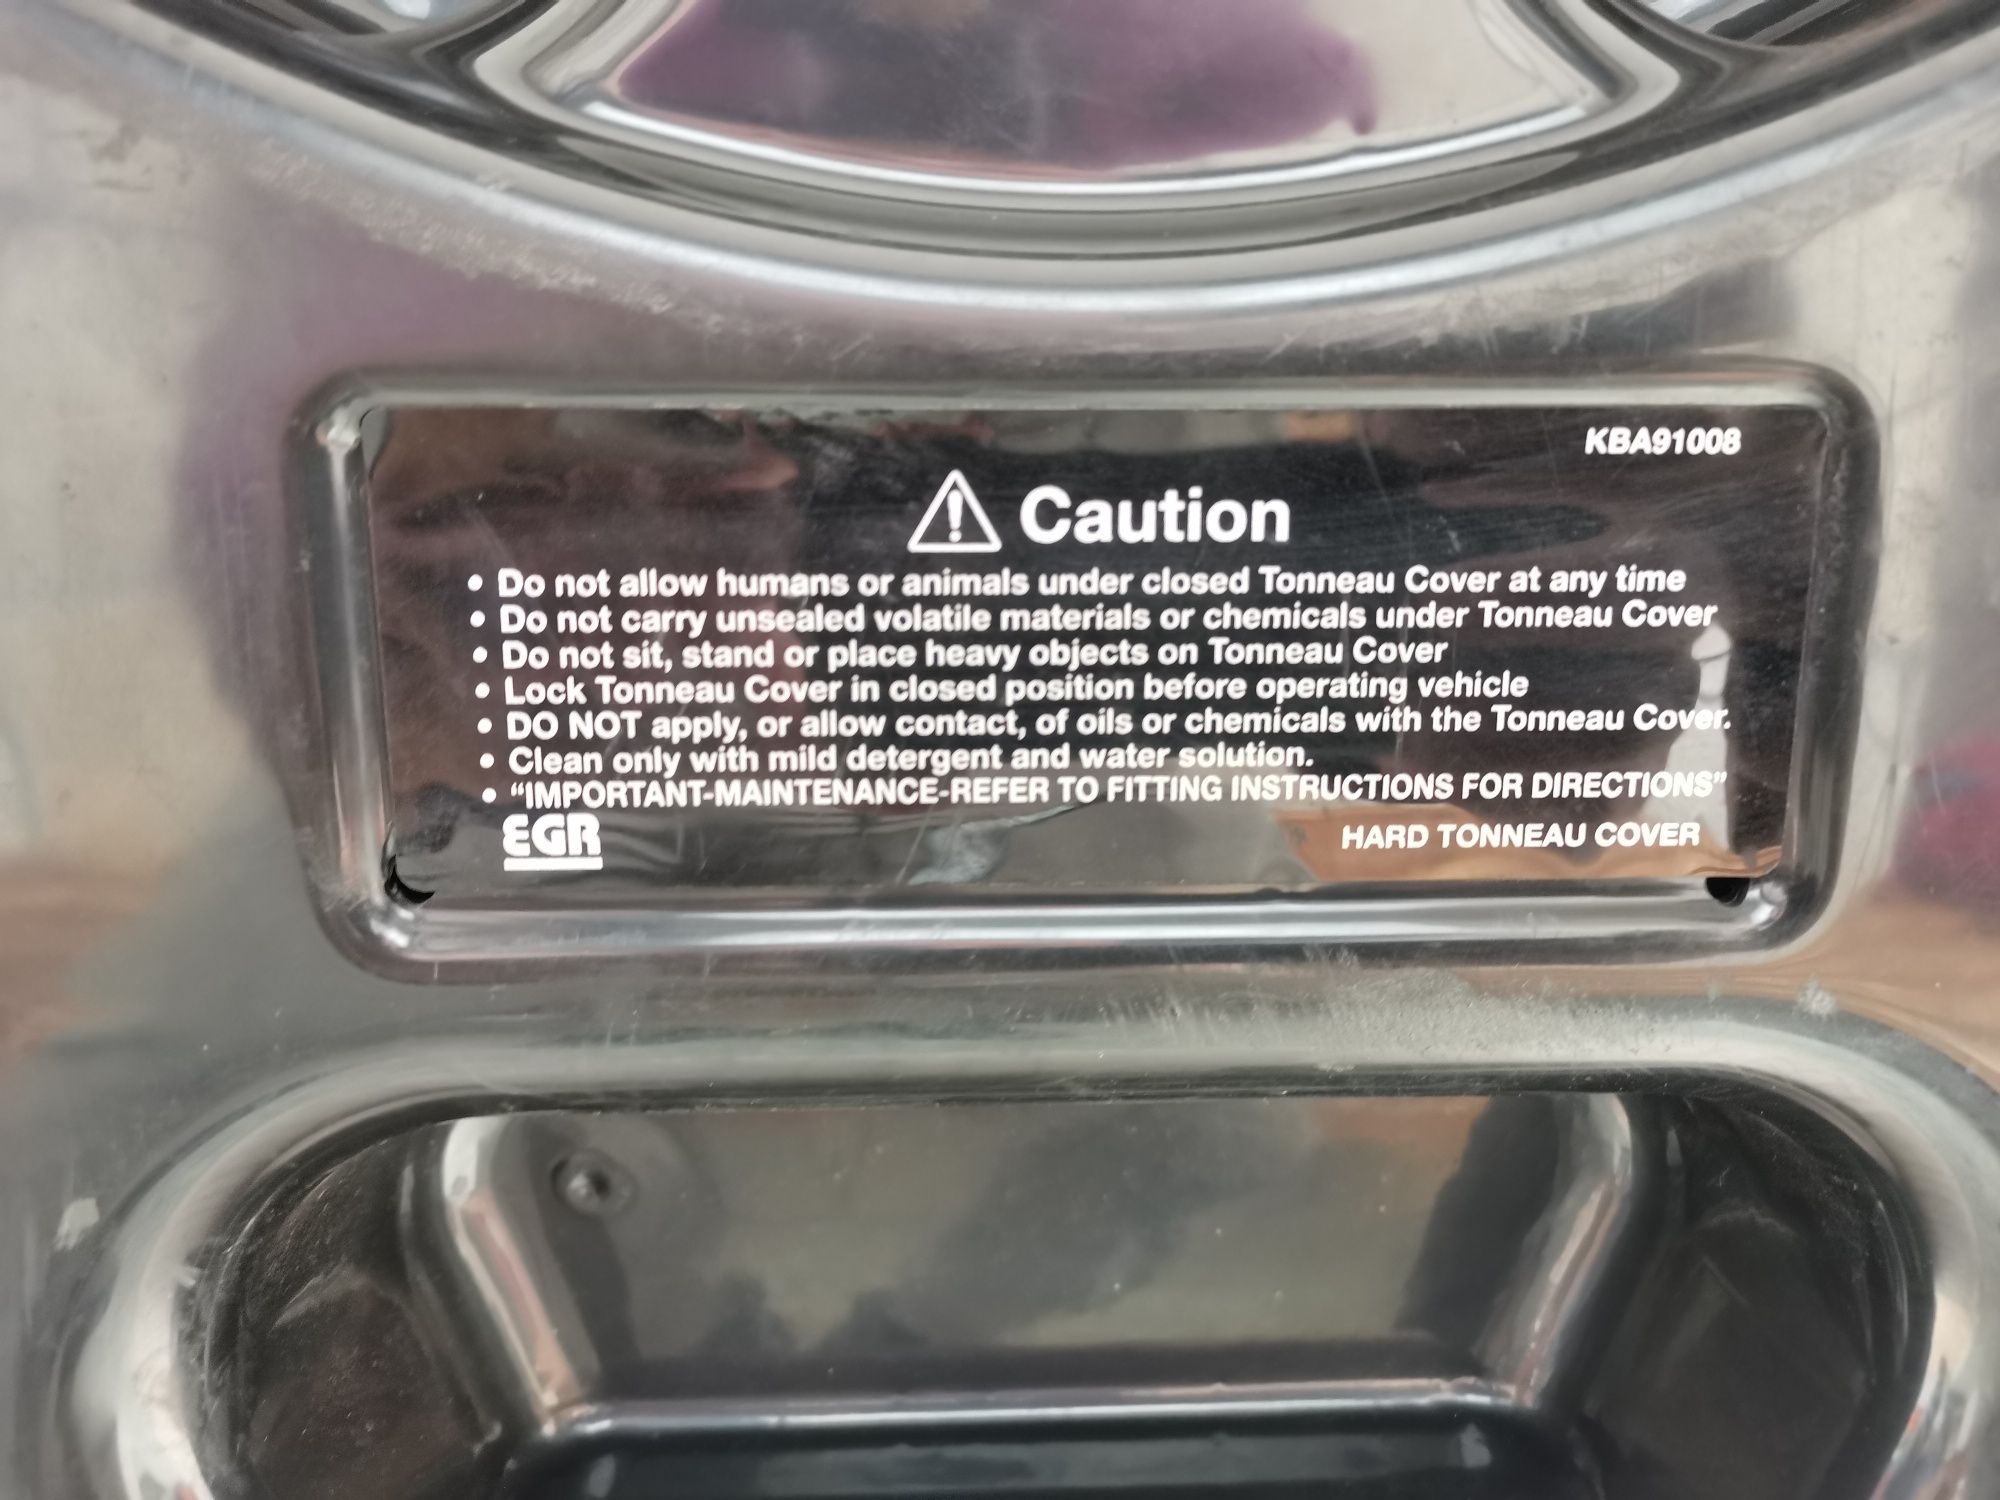 KBA91008
Caution
• Do not allow humans or animals under closed Tonneau Cover at any time
• Do not carry unsealed volatile materials or chemicals under Tonneau Cover
• Do not sit, stand or place heavy objects on Tonneau Cover
• Lock Tonneau Cover in closed position before operating vehicle
• DO NOT apply, or allow contact, of oils or chemicals with the Tonneau Cover.
• Clean only with mild detergent and water solution.
• “IMPORTANT-MAINTENANCE-REFER TO FITTING INSTRUCTIONS FOR DIRECTIONS”
EGR
HARD TONNEAU COVER